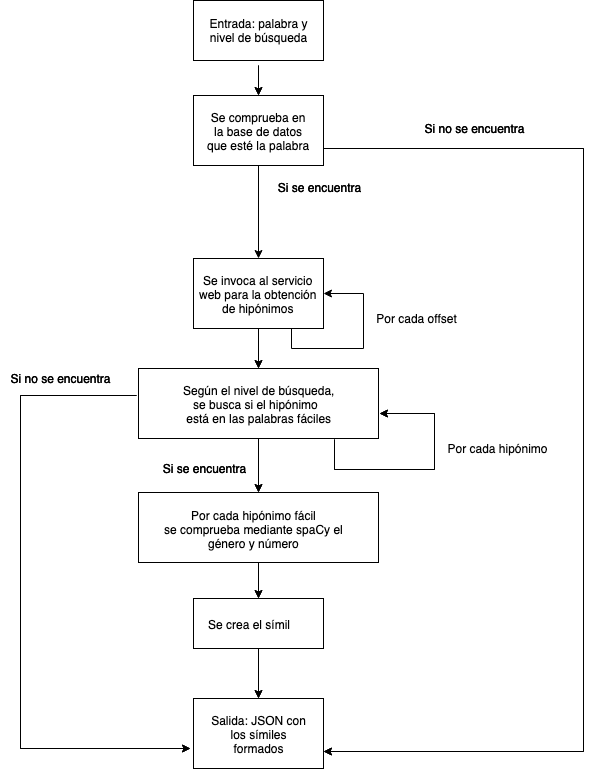 Entrada: palabra y
nivel de búsqueda
Se comprueba en
la base de datos
que esté la palabra
Si no se encuentra
Si se encuentra
Se invoca al servicio
web para la obtención
de hipónimos
Por cada offset
Si no se encuentra
Según el nivel de búsqueda,
se busca si el hipónimo
está en las palabras fáciles
Por cada hipónimo
Si se encuentra
Por cada hipónimo fácil
se comprueba mediante spaCy el
género y número
Se crea el símil
Salida: JSON con
los símiles
formados